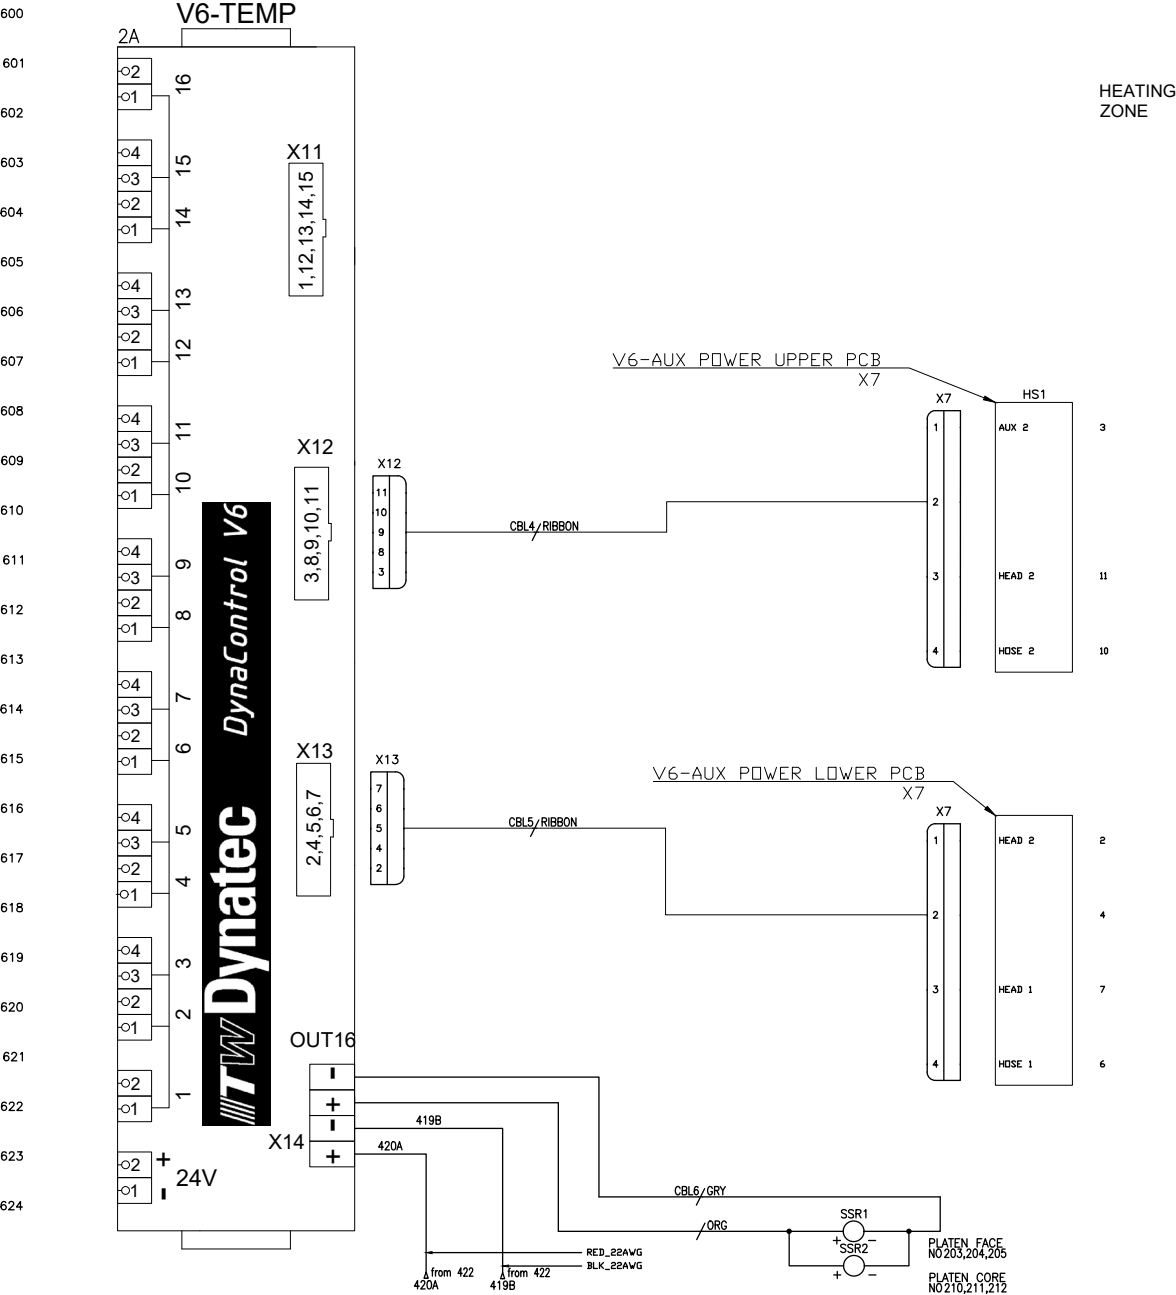 600
V6-TEMP
2A
601
2
1
16
HEATING
ZONE
602
4
3
2
1
15
14
X11
1,12,13,14,15
603
604
605
4
3
2
1
13
12
606
607
V6-AUX POWER UPPER PCB
X7
608
4
3
2
1
11
10
X12
3,8,9,10,11
X12
11
10
9
8
3
CBL4/RIBBON
X7
1
2
3
4
HS1
AUX 2
3
HEAD 2
11
HOSE 2
10
609
610
611
4
3
2
1
9
8
612
613
4
3
2
1
7
6
614
615
X13
2,4,5,6,7
X13
7
6
5
4
2
CBL5/RIBBON
V6-AUX POWER LOWER PCB
X7
X7
1
2
3
4
HEAD 2
2
4
HEAD 1
7
HOSE 1
6
616
4
3
2
1
5
4
617
618
619
4
3
2
1
3
2
620
ITW Dynatec DynaControl V6
621
OUT16
-
+
-
+
X14
2
1
1
622
419B
420A
623
2
1
+
-
24V
624
CBL6/GRY
/ORG
SSR1
+ -
SSR2
+ -
PLATEN FACE
NO203,204,205
PLATEN CORE
NO210,211,212
RED_22AWG
BLK_22AWG
from 422
420A
from 422
419B